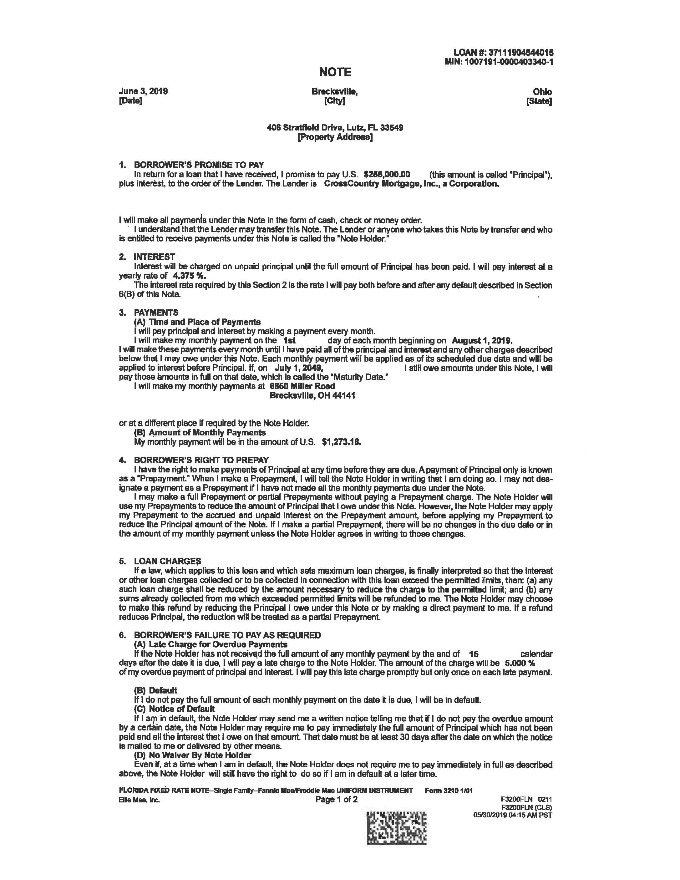 LOAN #: 37111904544015
MIN: 1007191-0000403340-1
NOTE
June 3, 2019 Brecksville, Ohio
[Date] [City] [State]
406 Stratfield Drive, Lutz, FL 33549
[Property Address]
1. BORROWER'S PROMISE TO PAY
In return for a loan that I have received, I promise to pay U.S. (this amount is called "Principal"),
plus interest, to the order of the Lender. The Lender is CrossCountry Mortgage, Inc., a Corporation.
I will make all payments under this Note in the form of cash, check or money order.
I understand that the Lender may transfer this Note. The Lender or anyone who takes this Note by transfer and who
is entitled to receive payments under this Note is called the "Note Holder."
2. INTEREST
Interest will be charged on unpaid principal until the full amount of Principal has been paid. I will pay interest at a
yearly rate of 4.375 %.
The interest rate required by this Section 2 is the rate I will pay both before and after any default described in Section
6(B) of this Note.
3. PAYMENTS
(A) Time and Place of Payments
I will pay principal and interest by making a payment every month.
I will make my monthly payment on the 1st day of each month beginning on August 1, 2019.
I will make these payments every month until I have paid all of the principal and interest and any other charges described
below that I may owe under this Note. Each monthly payment will be applied as of its scheduled due date and will be
applied to interest before Principal. If, on July 1, 2049, I still owe amounts under this Note, I will
pay those amounts in full on that date, which is called the "Maturity Date."
I will make my monthly payments at 6850 Miller Road
Brecksville, OH 44141
or at a different place if required by the Note Holder.
(B) Amount of Monthly Payments
My monthly payment will be in the amount of U.S. $1,273.18.
4. BORROWER'S RIGHT TO PREPAY
I have the right to make payments of Principal at any time before they are due. A payment of Principal only is known
as a "Prepayment." When I make a Prepayment, I will tell the Note Holder in writing that I am doing so. I may not des-
ignate a payment as a Prepayment if I have not made all the monthly payments due under the Note.
I may make a full Prepayment or partial Prepayments without paying a Prepayment charge. The Note Holder will
use my Prepayments to reduce the amount of Principal that I owe under this Note. However, the Note Holder may apply
my Prepayment to the accrued and unpaid interest on the Prepayment amount, before applying my Prepayment to
reduce the Principal amount of the Note. If I make a partial Prepayment, there will be no changes in the due date or in
the amount of my monthly payment unless the Note Holder agrees in writing to those changes.
5. LOAN CHARGES
If a law, which applies to this loan and which sets maximum loan charges, is finally interpreted so that the interest
or other loan charges collected or to be collected in connection with this loan exceed the permitted limits, then: (a) any
such loan charge shall be reduced by the amount necessary to reduce the charge to the permitted limit; and (b) any
sums already collected from me which exceeded permitted limits will be refunded to me. The Note Holder may choose
to make this refund by reducing the Principal I owe under this Note or by making a direct payment to me. If a refund
reduces Principal, the reduction will be treated as a partial Prepayment.
6. BORROWER'S FAILURE TO PAY AS REQUIRED
(A) Late Charge for Overdue Payments
If the Note Holder has not received the full amount of any monthly payment by the end of 15 calendar
days after the date it is due, I will pay a late charge to the Note Holder. The amount of the charge will be 5.000 %
of my overdue payment of principal and interest. I will pay this late charge promptly but only once on each late payment.
(B) Default
If I do not pay the full amount of each monthly payment on the date it is due, I will be in default.
(C) Notice of Default
If I am in default, the Note Holder may send me a written notice telling me that if I do not pay the overdue amount
by a certain date, the Note Holder may require me to pay immediately the full amount of Principal which has not been
paid and all the interest that I owe on that amount. That date must be at least 30 days after the date on which the notice
is mailed to me or delivered by other means.
(D) No Waiver By Note Holder
Even if, at a time when I am in default, the Note Holder does not require me to pay immediately in full as described
above, the Note Holder will still have the right to do so if I am in default at a later time.
FLORIDA FIXED RATE NOTE--Single Family--Fannie Mae/Freddie Mac UNIFORM INSTRUMENT Form 3210 1/01
Ellie Mae, Inc. Page 1 of 2 F3200FLN 0211
F3200FLN (CLS)
05/30/2019 04:15 AM PST